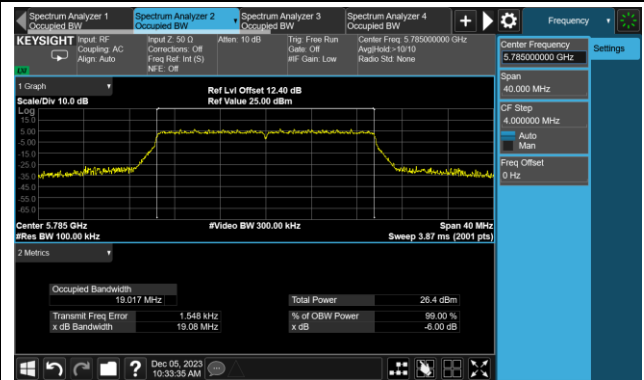 Spectrum Analyzer 1
Occupied BW
Spectrum Analyzer 2
Occupied BW
Spectrum Analyzer 3
Occupied BW
Spectrum Analyzer 4
Occupied BW
Frequency
KEYSIGHT
Input: RF
Coupling: AC
Align: Auto
Input Z: 50 Ω
Corrections: Off
Freq Ref: Int (S)
NFE: Off
Atten: 10 dB
Trig: Free Run
Gate: Off
#IF Gain: Low
Center Freq: 5.785000000 GHz
Avg|Hold:>10/10
Radio Std: None
1 Graph
Scale/Div 10.0 dB
Ref Lvl Offset 12.40 dB
Ref Value 25.00 dBm
Log
15.0
5.00
-5.00
-15.0
-25.0
-35.0
-45.0
-55.0
-65.0
Center 5.785 GHz
#Video BW 300.00 kHz
Span 40 MHz
#Res BW 100.00 kHz
Sweep 3.87 ms (2001 pts)
2 Metrics
Occupied Bandwidth
19.017 MHz
Total Power 26.4 dBm
Transmit Freq Error 1.548 kHz
% of OBW Power 99.00 %
x dB Bandwidth 19.08 MHz
x dB -6.00 dB
Dec 05, 2023
10:33:35 AM
Center Frequency
5.785000000 GHz
Settings
Span
40.000 MHz
CF Step
4.000000 MHz
Auto
Man
Freq Offset
0 Hz